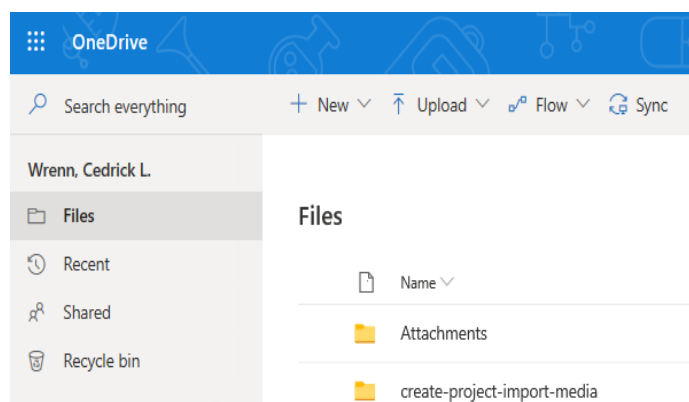 OneDrive
Search everything
+ New Upload Flow Sync
Wrenn, Cedrick L.
Files
Recent
Shared
Recycle bin
Files
Name
Attachments
create-project-import-media